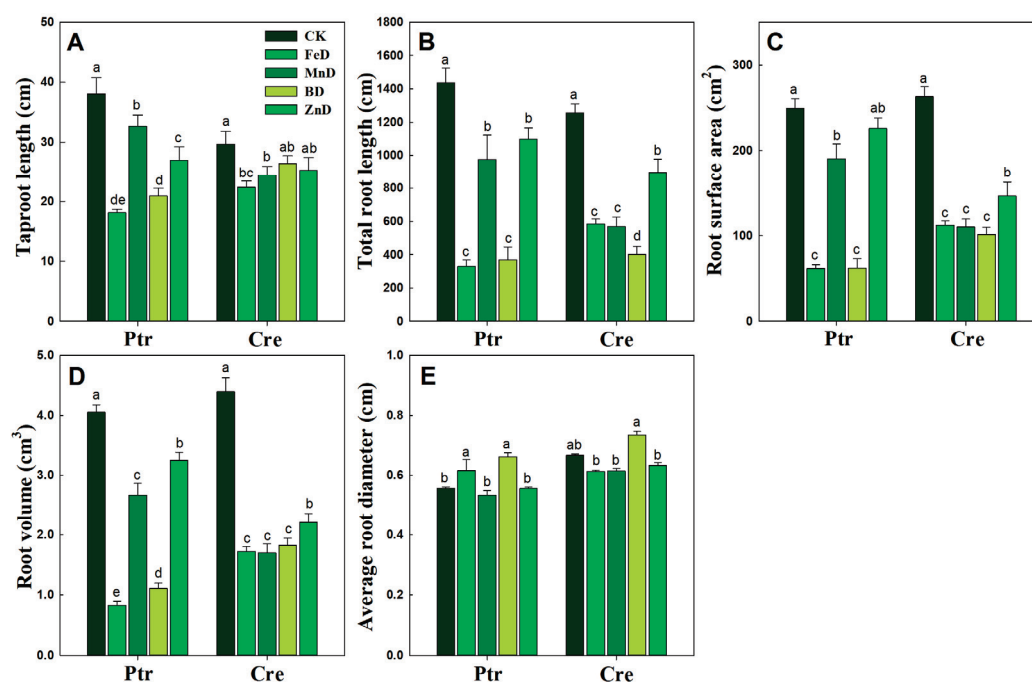 A
Taproot length (cm)
50
40
30
20
10
0
CK
FeD
MnD
BD
ZnD
a
de
b
d
c
a
bc
b
ab
ab
Ptr
Cre
B
Total root length (cm)
1800
1600
1400
1200
1000
800
600
400
200
0
a
c
b
c
b
a
c
c
d
b
Ptr
Cre
C
Root surface area (cm²)
300
200
100
0
a
c
b
c
ab
a
c
c
c
b
Ptr
Cre
D
Root volume (cm³)
5.0
4.0
3.0
2.0
1.0
0.0
a
e
c
d
b
a
c
c
c
b
Ptr
Cre
E
Average root diameter (cm)
1.0
0.8
0.6
0.4
0.2
0.0
b
a
b
a
b
ab
b
b
a
b
Ptr
Cre